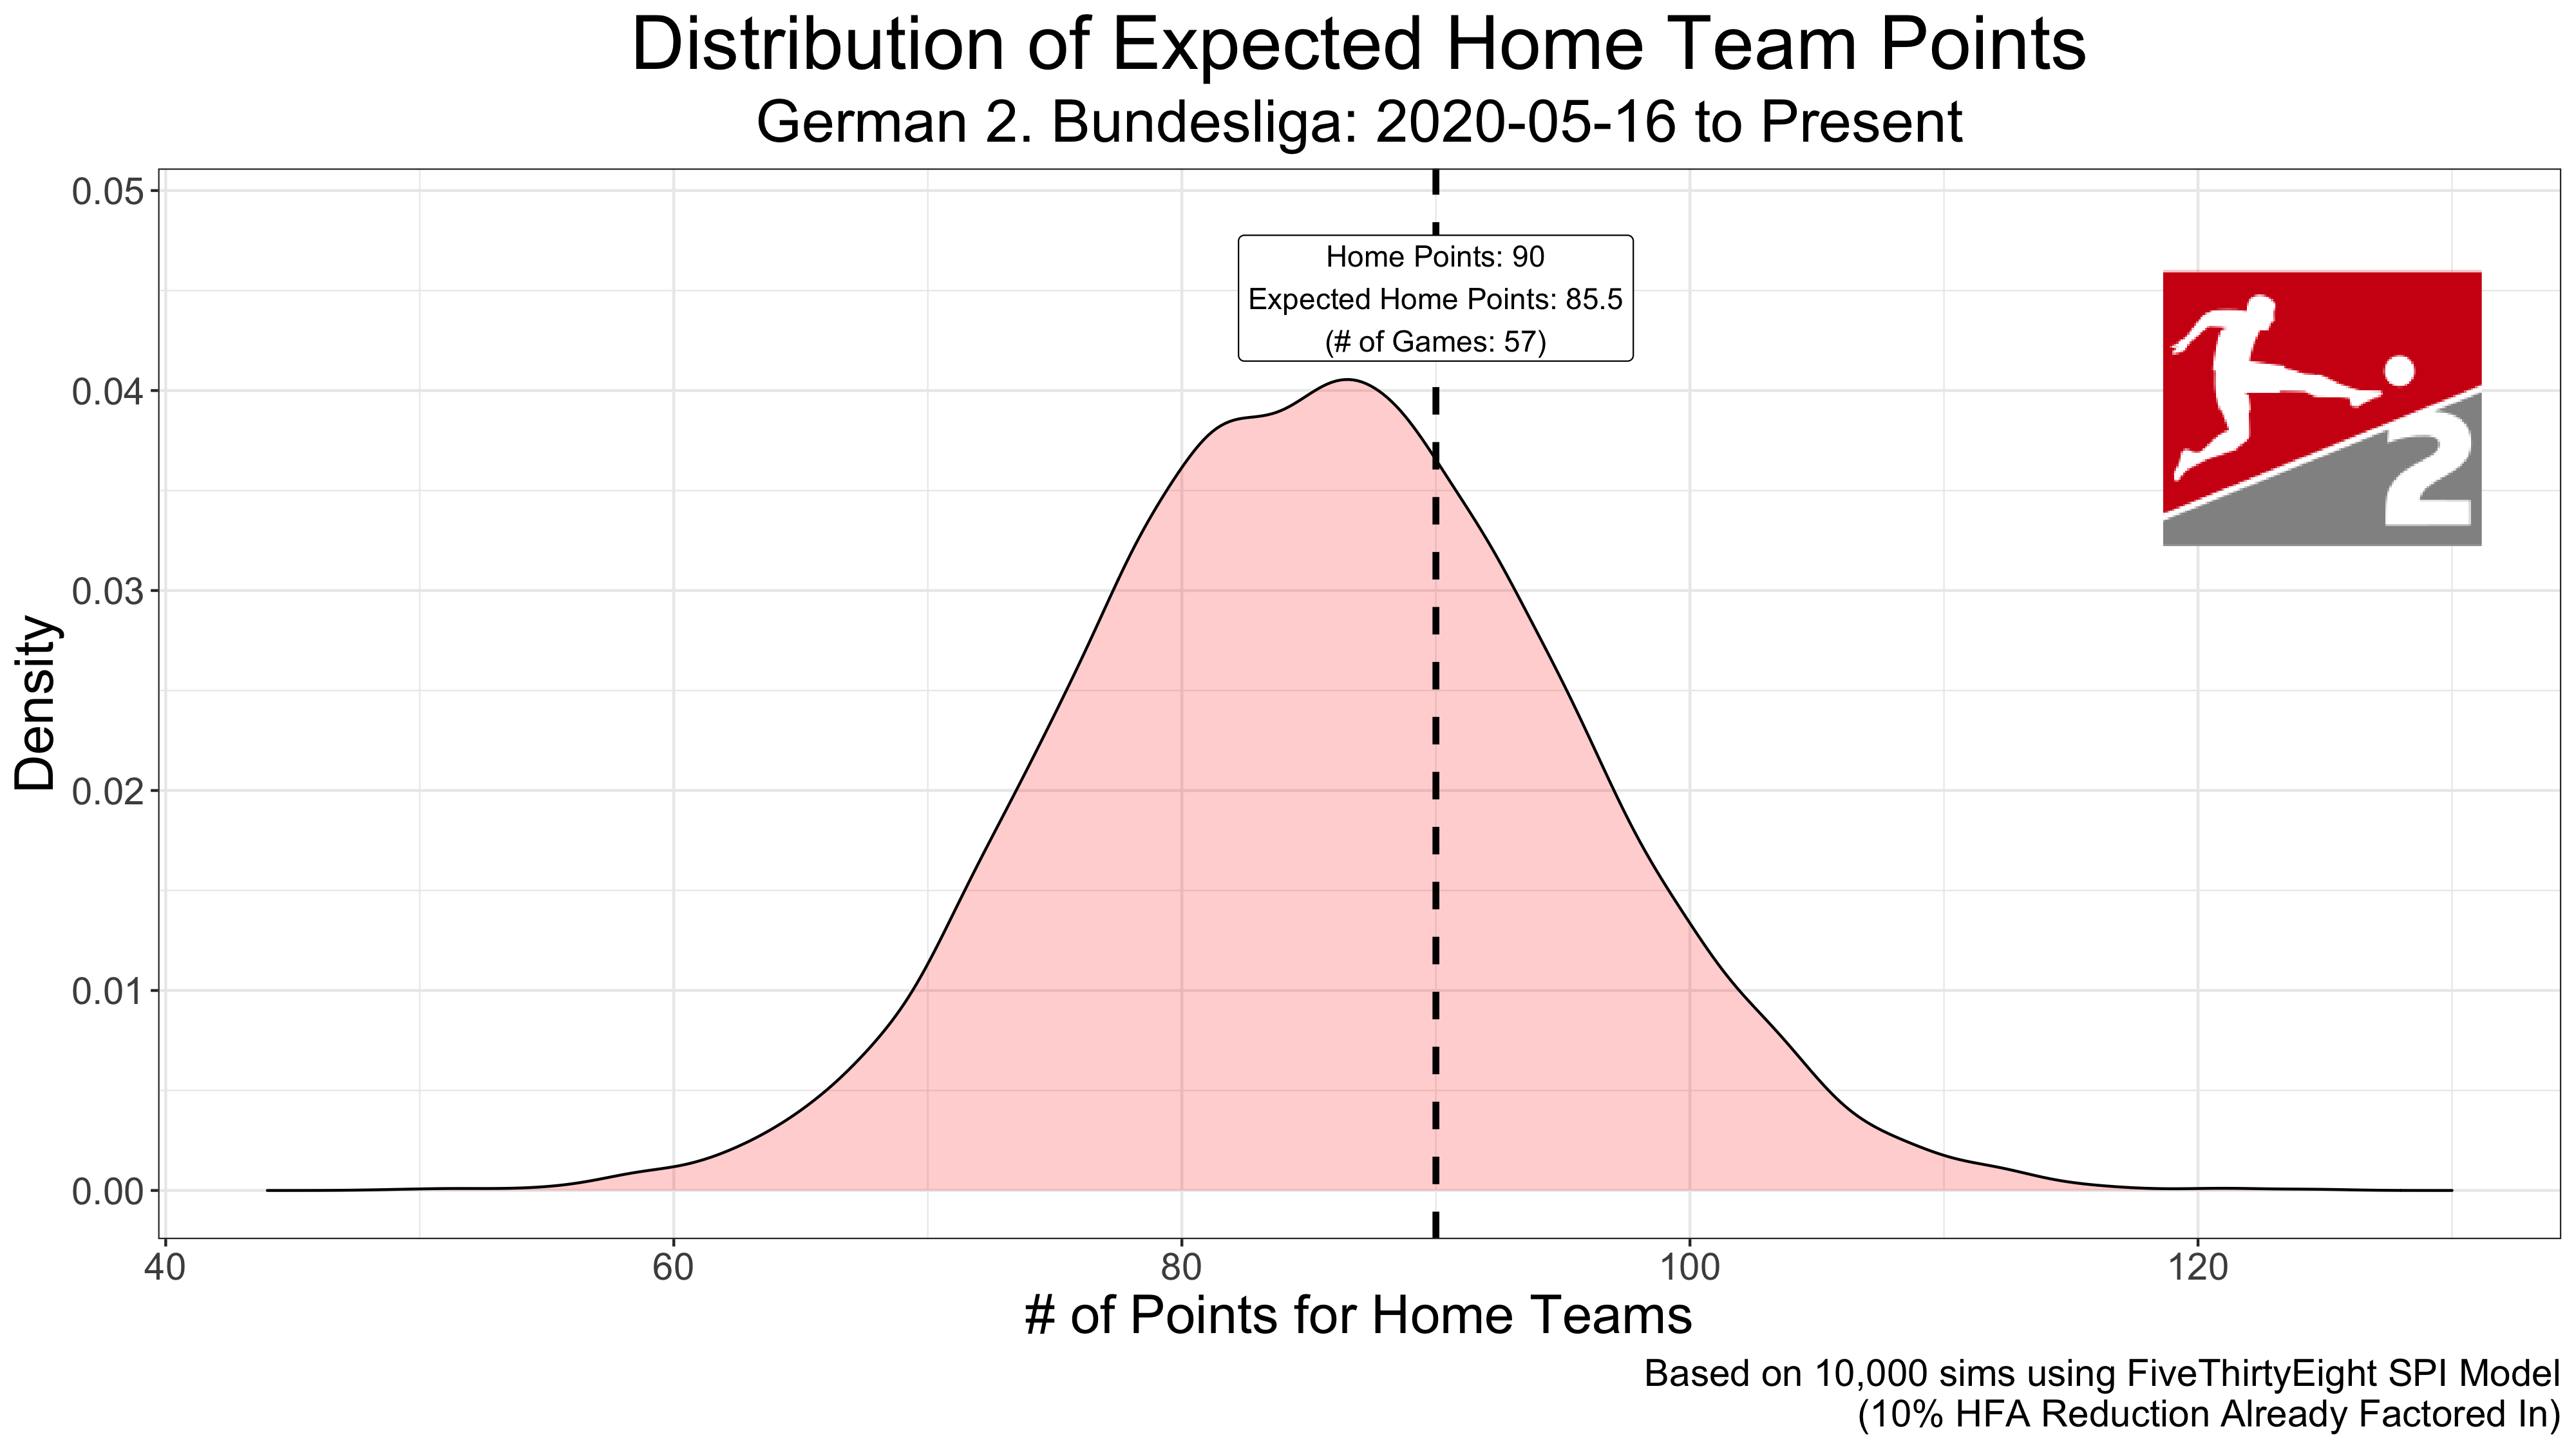 Distribution of Expected Home Team Points
German 2. Bundesliga: 2020-05-16 to Present
0.05
Home Points: 90
Expected Home Points: 85.5
(# of Games: 57)
0.04
2
0.03
Density
0.02
0.01
0.00
40 60 80 100 120
# of Points for Home Teams
Based on 10,000 sims using FiveThirtyEight SPI Model
(10% HFA Reduction Already Factored In)